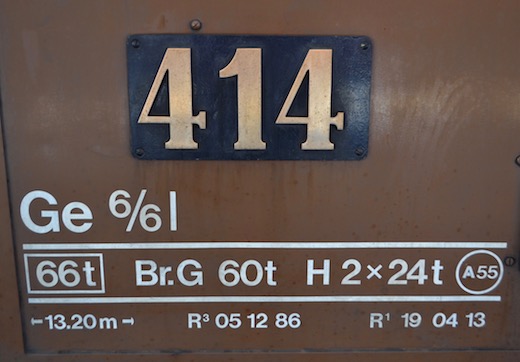 414
Ge 6/6 I
66t Br.G 60t H 2×24t A55
⊢13.20m⊣ R³ 05 12 86 R¹ 19 04 13